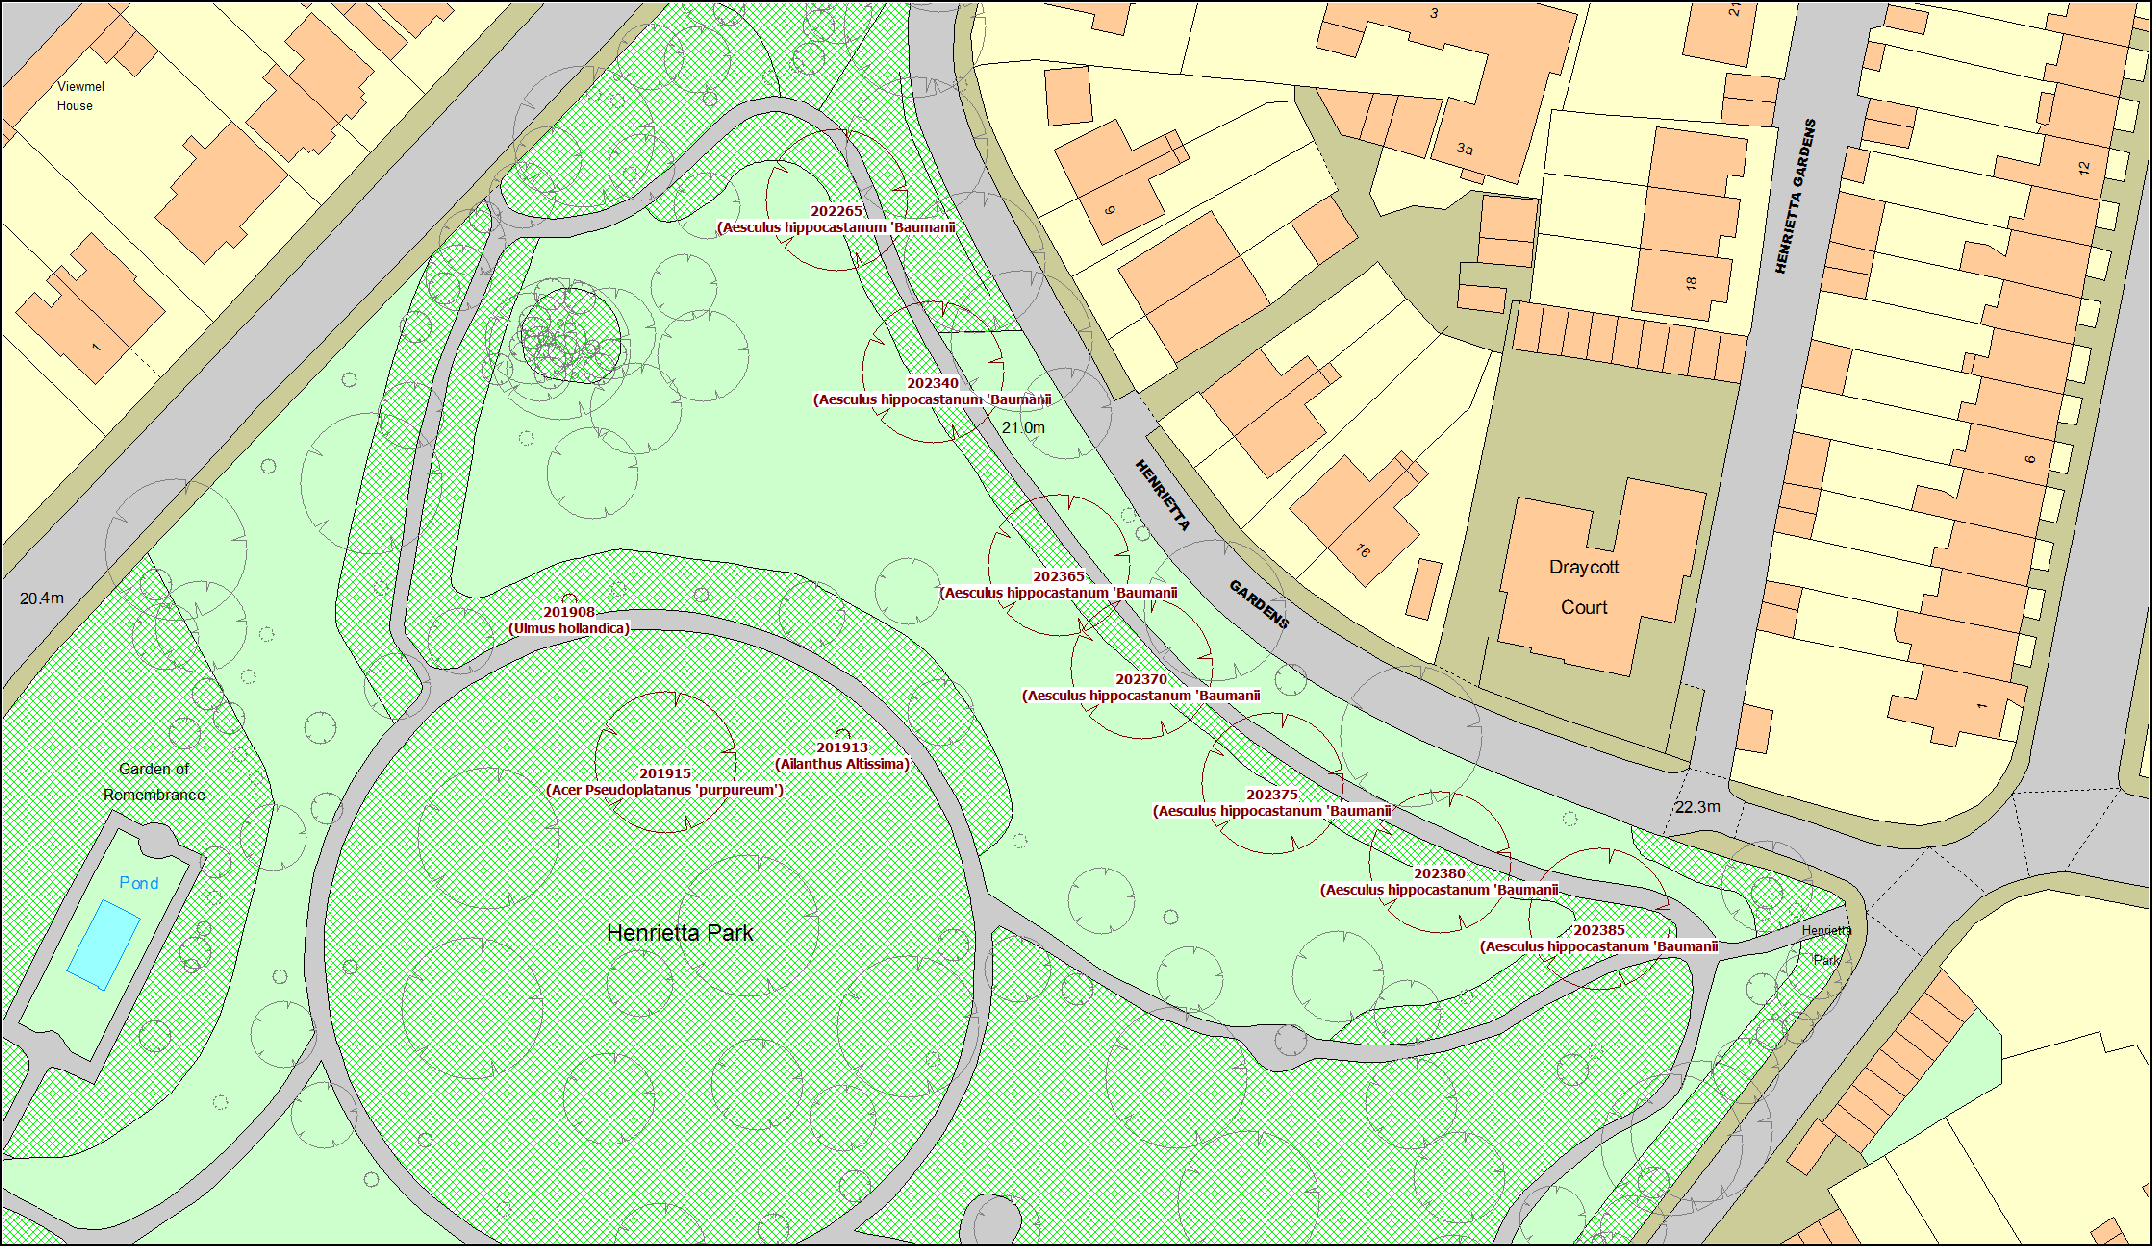 3
21
Viewmel
House
HENRIETTA GARDENS
3a
12
9
202265
(Aesculus hippocastanum 'Baumanii
18
1
202340
(Aesculus hippocastanum 'Baumanii
21.0m
6
HENRIETTA
GARDENS
16
Draycott
Court
202365
(Aesculus hippocastanum 'Baumanii
20.4m
201908
(Ulmus hollandica)
202370
(Aesculus hippocastanum 'Baumanii
1
201913
(Ailanthus Altissima)
201915
(Acer Pseudoplatanus 'purpureum')
Garden of
Remembrance
202375
(Aesculus hippocastanum 'Baumanii
22.3m
Pond
202380
(Aesculus hippocastanum 'Baumanii
Henrietta Park
202385
(Aesculus hippocastanum 'Baumanii
Henrietta
Park